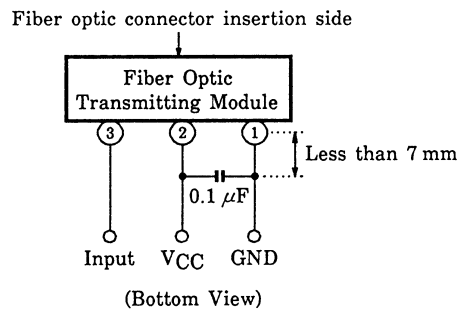 Fiber optic connector insertion side
Fiber Optic
Transmitting Module
3 2 1
Less than 7 mm
0.1 μF
Input VCC GND
(Bottom View)